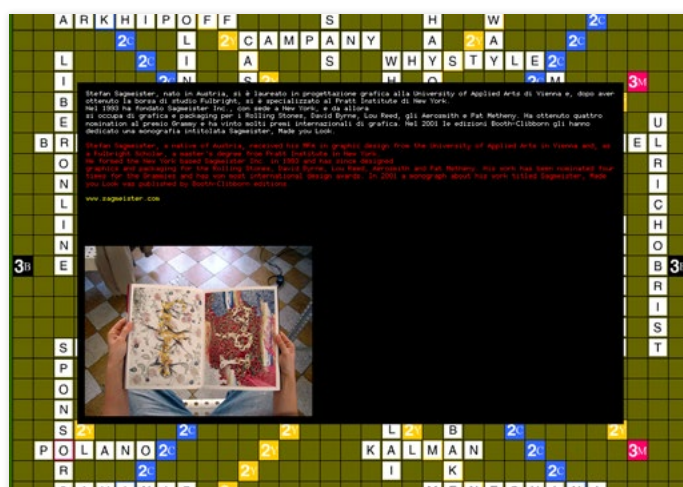 ARKHIPOFF
CAMPANY
WHYSTYLE
Stefan Sagmeister, nato in Austria, si è laureato in progettazione grafica alla University of Applied Arts di Vienna e, dopo aver
ottenuto la borsa di studio Fulbright, si è specializzato al Pratt Institute di New York.
Nel 1993 ha fondato Sagmeister Inc., con sede a New York, e da allora
si occupa di grafica e packaging per i Rolling Stones, David Byrne, Lou Reed, gli Aerosmith e Pat Metheny. Ha ottenuto quattro
nomination al premio Grammy e ha vinto molti premi internazionali di grafica. Nel 2001 le edizioni Booth-Clibborn gli hanno
dedicato una monografia intitolata Sagmeister, Made you Look.
Stefan Sagmeister, a native of Austria, received his MFA in graphic design from the University of Applied Arts in Vienna and, as
a Fulbright Scholar, a master's degree from Pratt Institute in New York.
He formed the New York based Sagmeister Inc. in 1993 and has since designed
graphics and packaging for the Rolling Stones, David Byrne, Lou Reed, Aerosmith and Pat Metheny. His work has been nominated four
times for the Grammies and has won most international design awards. In 2001 a monograph about his work titled Sagmeister, Made
you Look was published by Booth-Clibborn editions
www.sagmeister.com
LIBERONLINE
ULRICHOBRIST
SPONSOR
POLANO
KALMAN
2C
2Y
3M
3B